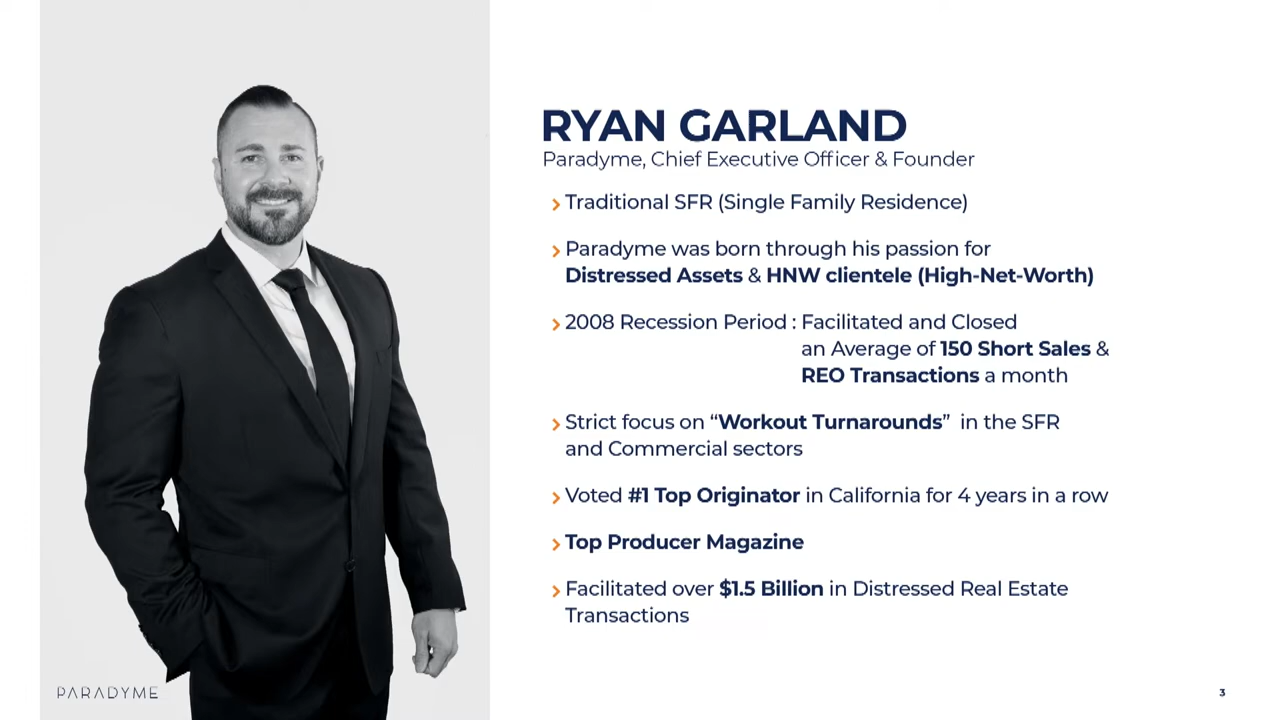 RYAN GARLAND
Paradyme, Chief Executive Officer & Founder
Traditional SFR (Single Family Residence)
Paradyme was born through his passion for
Distressed Assets & HNW clientele (High-Net-Worth)
2008 Recession Period : Facilitated and Closed
an Average of 150 Short Sales &
REO Transactions a month
Strict focus on “Workout Turnarounds” in the SFR
and Commercial sectors
Voted #1 Top Originator in California for 4 years in a row
Top Producer Magazine
Facilitated over $1.5 Billion in Distressed Real Estate
Transactions
PARADYME
3